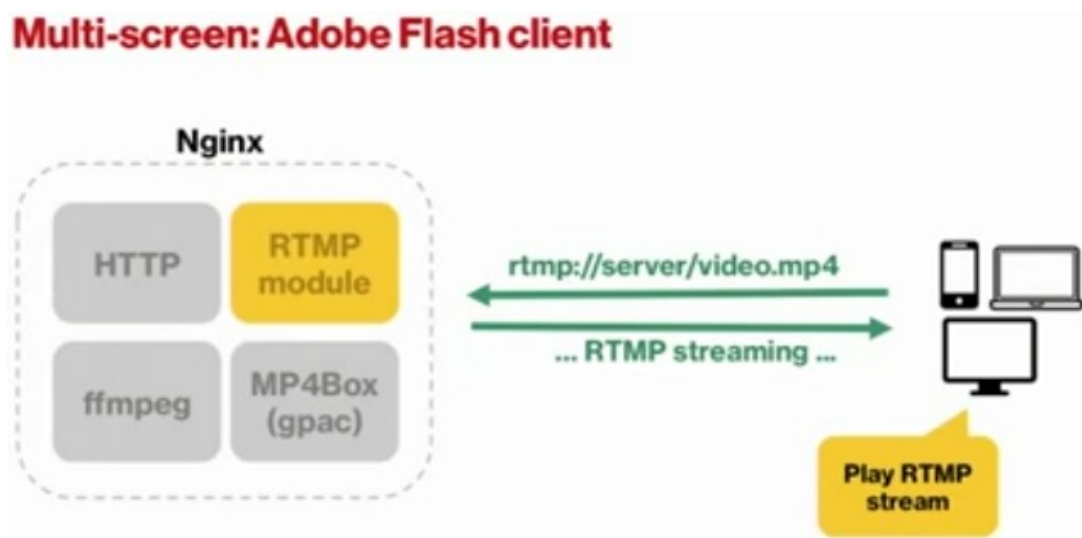 Multi-screen: Adobe Flash client
Nginx
HTTP
RTMP
module
ffmpeg
MP4Box
(gpac)
rtmp://server/video.mp4
... RTMP streaming ...
Play RTMP
stream